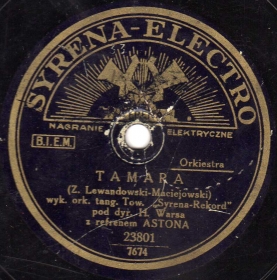 SYRENA-ELECTRO
NAGRANIE ELEKTRYCZNE
B.I.E.M.
Orkiestra
TAMARA
(Z. Lewandowski-Maciejowski)
wyk. ork. tang. Tow. „Syrena-Rekord"
pod dyr. H. Warsa
z refrenem ASTONA
23801
7674